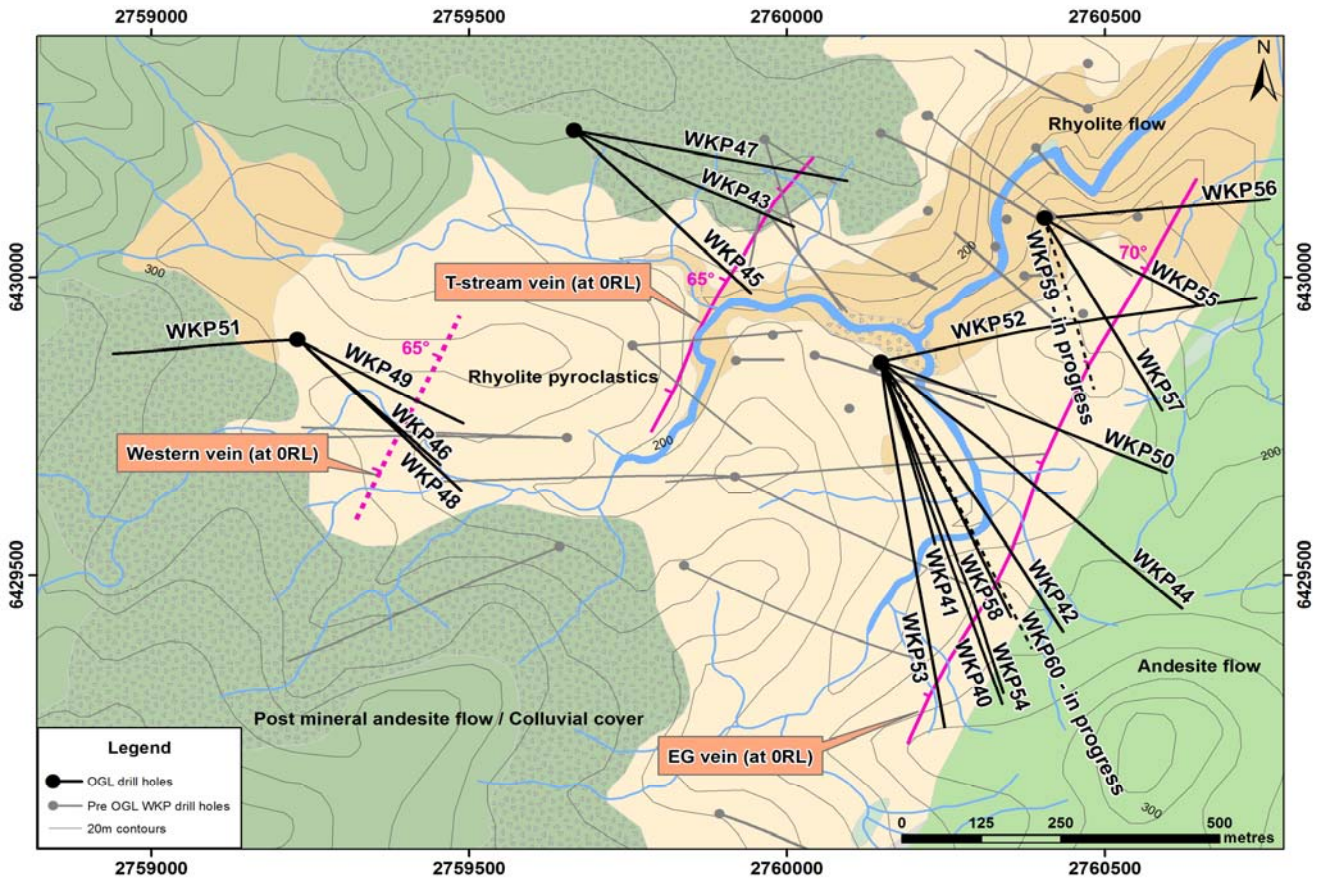 2759000 2759500 2760000 2760500
N
Rhyolite flow
WKP47
WKP43
WKP45
WKP56
70°
WKP55
WKP59 - in progress
WKP57
WKP52
200
6430000
6430000
300
T-stream vein (at 0RL)
65°
WKP51
65°
WKP49
Rhyolite pyroclastics
WKP46
WKP48
Western vein (at 0RL)
200
WKP50
200
6429500
6429500
WKP44
WKP42
WKP41
WKP58
WKP60 - in progress
WKP53
WKP40
WKP54
Andesite flow
Post mineral andesite flow / Colluvial cover
EG vein (at 0RL)
300
Legend
OGL drill holes
Pre OGL WKP drill holes
20m contours
0 125 250 500
metres
2759000 2759500 2760000 2760500